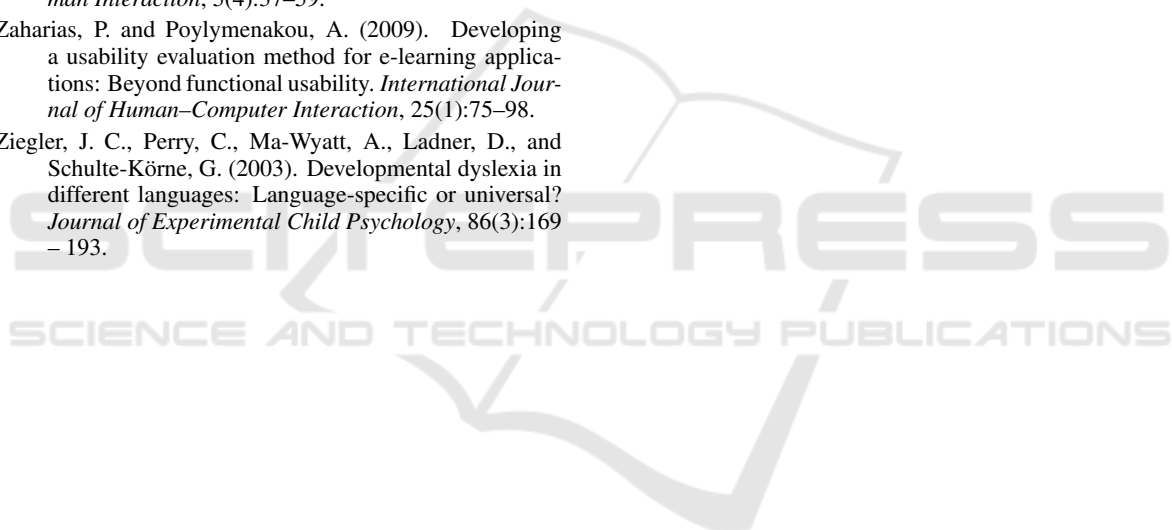 man Interaction, 5(4):37–59.
Zaharias, P. and Poylymenakou, A. (2009). Developing
a usability evaluation method for e-learning applica-
tions: Beyond functional usability. International Jour-
nal of Human–Computer Interaction, 25(1):75–98.
Ziegler, J. C., Perry, C., Ma-Wyatt, A., Ladner, D., and
Schulte-Körne, G. (2003). Developmental dyslexia in
different languages: Language-specific or universal?
Journal of Experimental Child Psychology, 86(3):169
– 193.
SCITEPRESS
SCIENCE AND TECHNOLOGY PUBLICATIONS